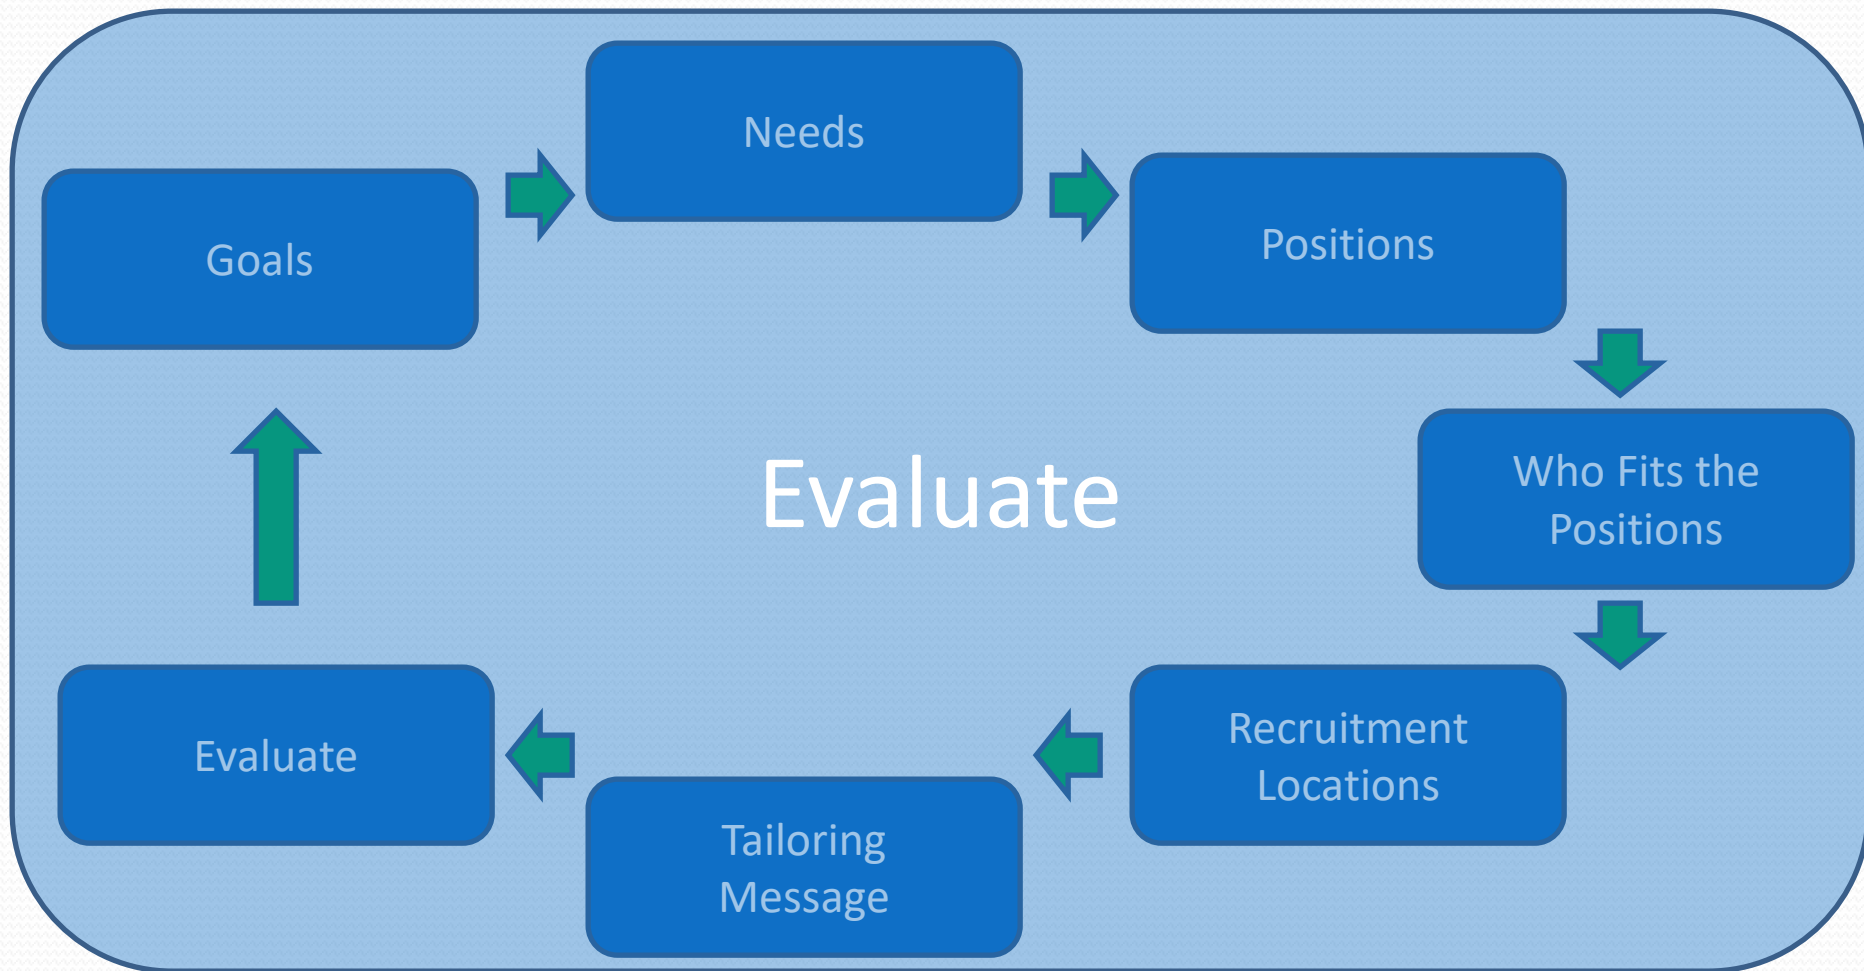 Needs
Goals
Positions
Evaluate
Who Fits the
Positions
Recruitment
Locations
Evaluate
Tailoring
Message